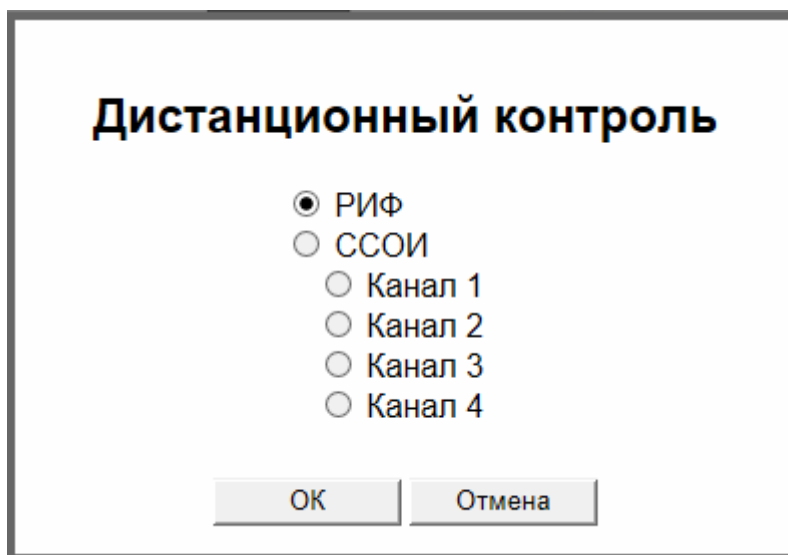 Дистанционный контроль
РИФ
ССОИ
Канал 1
Канал 2
Канал 3
Канал 4
ОК Отмена